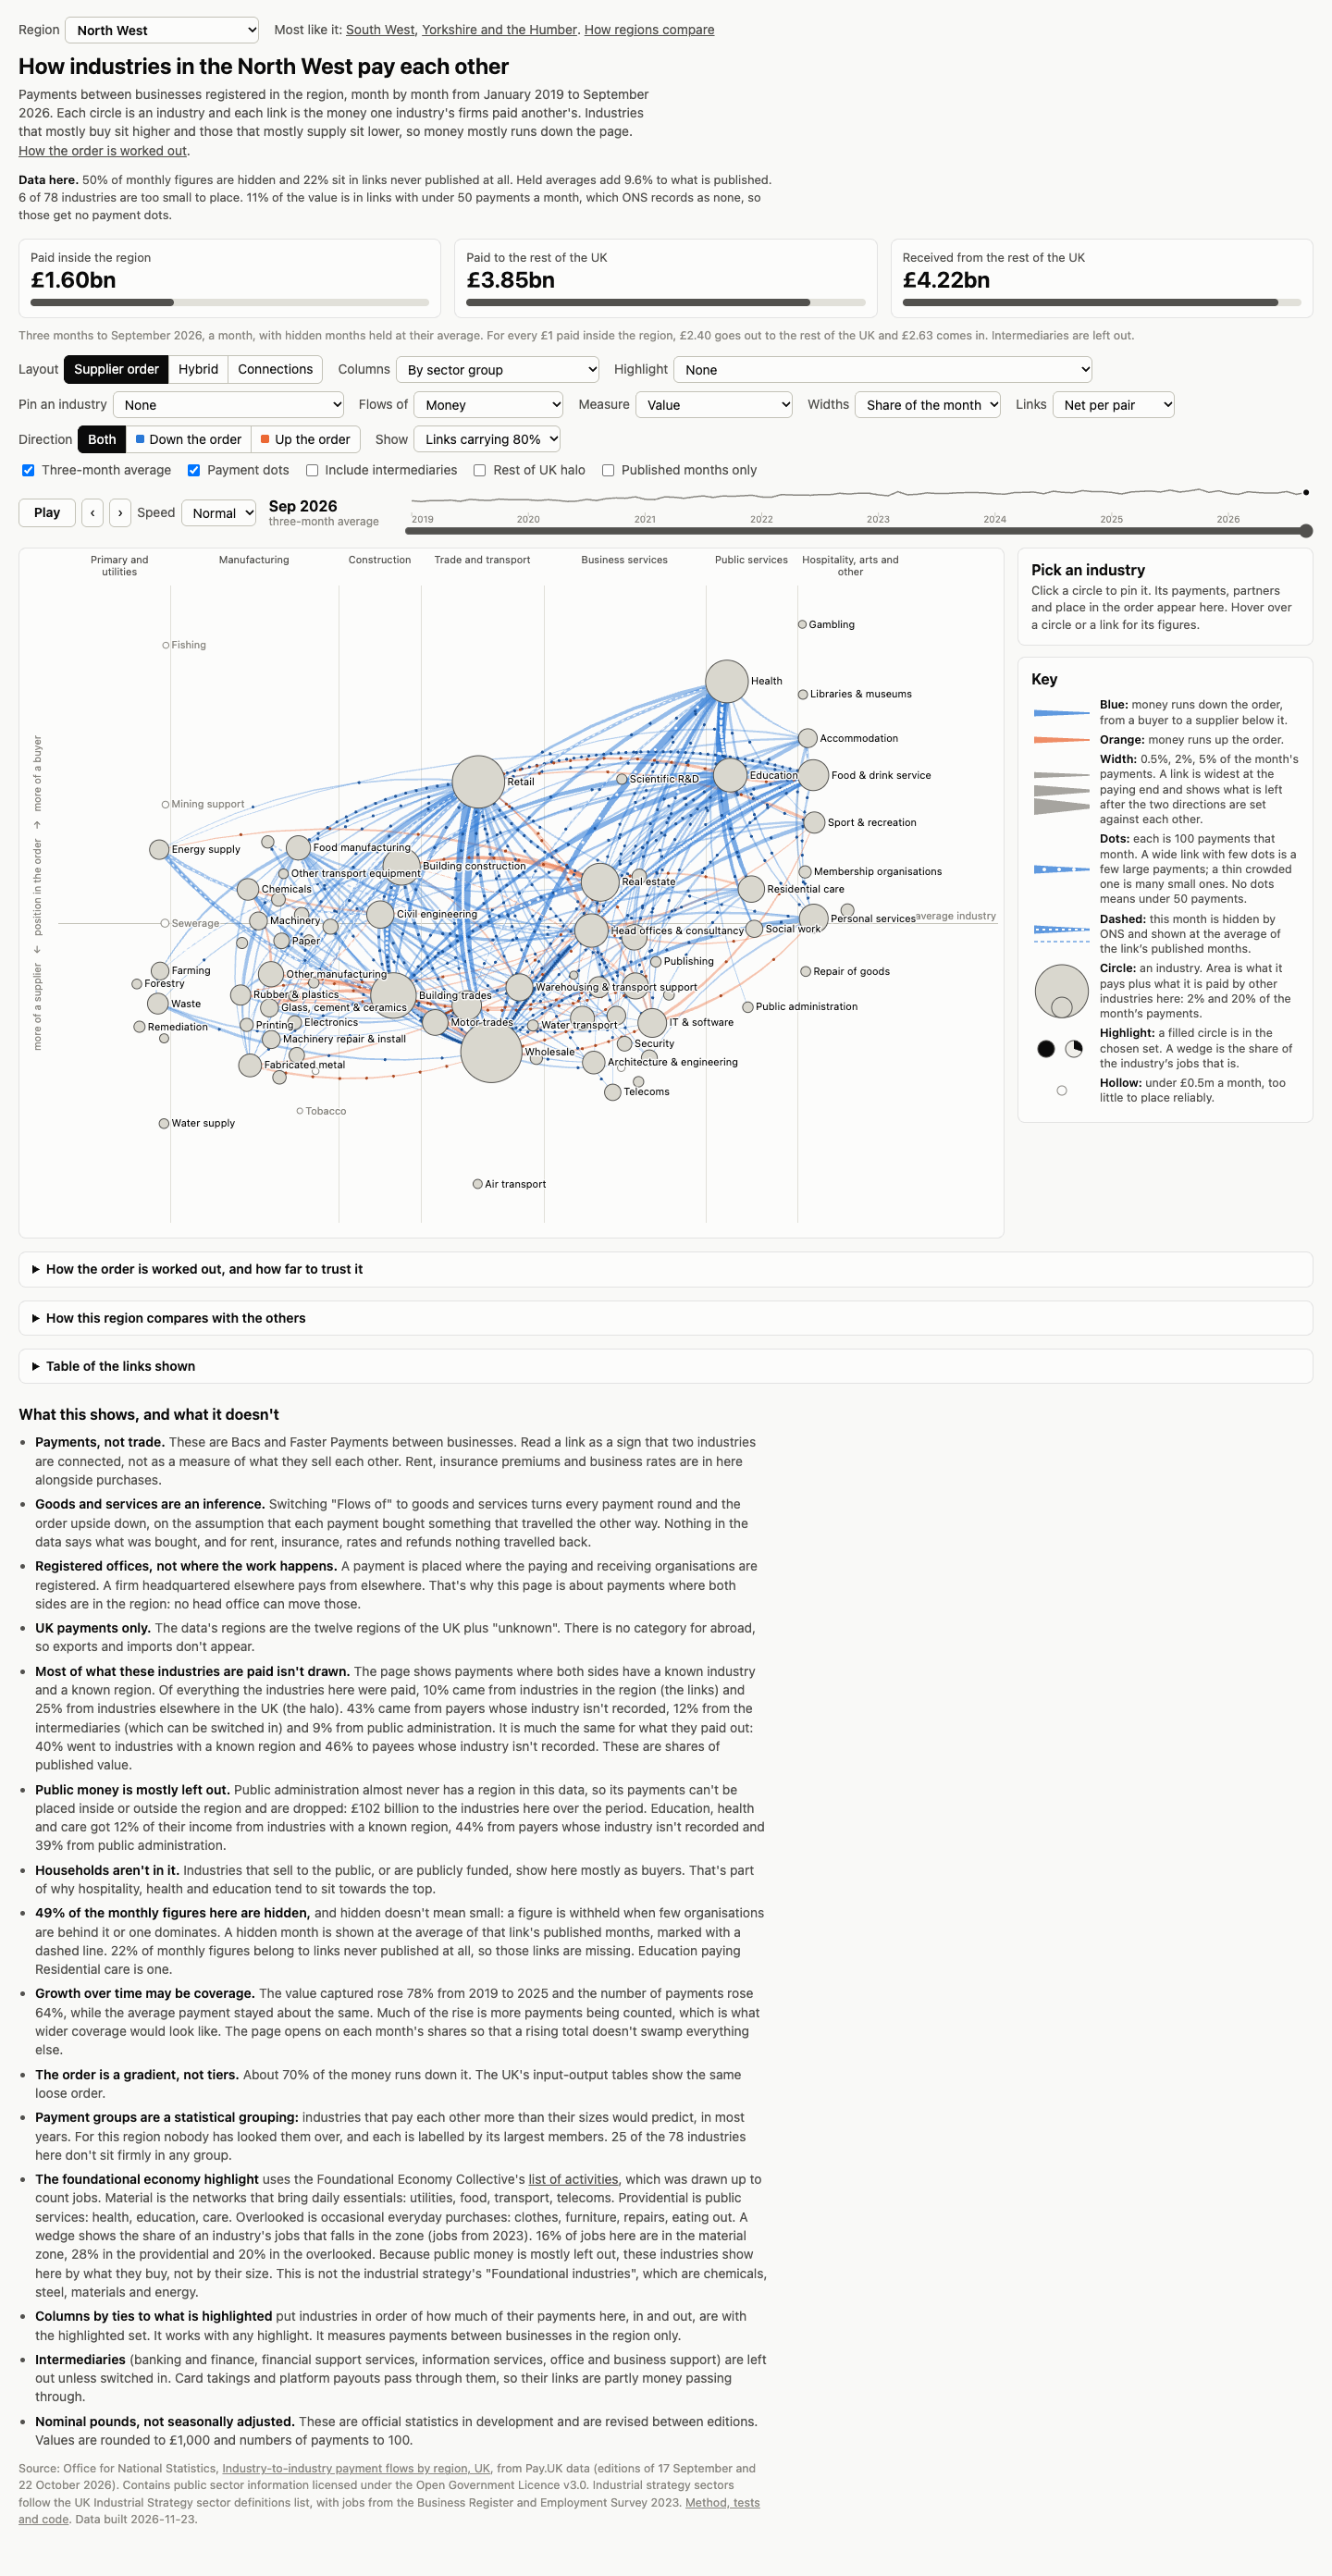 Region North West Most like it: South West, Yorkshire and the Humber. How regions compare
How industries in the North West pay each other
Payments between businesses registered in the region, month by month from January 2019 to September
2026. Each circle is an industry and each link is the money one industry's firms paid another's. Industries
that mostly buy sit higher and those that mostly supply sit lower, so money mostly runs down the page.
How the order is worked out.
Data here. 50% of monthly figures are hidden and 22% sit in links never published at all. Held averages add 9.6% to what is published.
6 of 78 industries are too small to place. 11% of the value is in links with under 50 payments a month, which ONS records as none, so
those get no payment dots.
Paid inside the region
£1.60bn
Paid to the rest of the UK
£3.85bn
Received from the rest of the UK
£4.22bn
Three months to September 2026, a month, with hidden months held at their average. For every £1 paid inside the region, £2.40 goes out to the rest of the UK and £2.63 comes in. Intermediaries are left out.
Layout Supplier order Hybrid Connections Columns By sector group Highlight None
Pin an industry None Flows of Money Measure Value Widths Share of the month Links Net per pair
Direction Both Down the order Up the order Show Links carrying 80%
Three-month average Payment dots Include intermediaries Rest of UK halo Published months only
Play ‹ › Speed Normal Sep 2026
three-month average
2019 2020 2021 2022 2023 2024 2025 2026
Primary and
utilities
Manufacturing
Construction
Trade and transport
Business services
Public services
Hospitality, arts and
other
more of a supplier ← position in the order → more of a buyer
Gambling
Fishing
Health
Libraries & museums
Accommodation
Retail
Scientific R&D
Education
Food & drink service
Mining support
Sport & recreation
Energy supply
Food manufacturing
Building construction
Other transport equipment
Membership organisations
Real estate
Chemicals
Residential care
Civil engineering
Personal services
average industry
Sewerage
Machinery
Head offices & consultancy
Social work
Paper
Publishing
Farming
Other manufacturing
Repair of goods
Forestry
Warehousing & transport support
Rubber & plastics
Building trades
Waste
Glass, cement & ceramics
Public administration
Remediation
Printing
Electronics
Motor trades
Water transport
IT & software
Machinery repair & install
Security
Wholesale
Fabricated metal
Architecture & engineering
Telecoms
Tobacco
Water supply
Air transport
Pick an industry
Click a circle to pin it. Its payments, partners
and place in the order appear here. Hover over
a circle or a link for its figures.
Key
Blue: money runs down the order,
from a buyer to a supplier below it.
Orange: money runs up the order.
Width: 0.5%, 2%, 5% of the month's
payments. A link is widest at the
paying end and shows what is left
after the two directions are set
against each other.
Dots: each is 100 payments that
month. A wide link with few dots is a
few large payments; a thin crowded
one is many small ones. No dots
means under 50 payments.
Dashed: this month is hidden by
ONS and shown at the average of
the link's published months.
Circle: an industry. Area is what it
pays plus what it is paid by other
industries here: 2% and 20% of the
month's payments.
Highlight: a filled circle is in the
chosen set. A wedge is the share of
the industry's jobs that is.
Hollow: under £0.5m a month, too
little to place reliably.
How the order is worked out, and how far to trust it
How this region compares with the others
Table of the links shown
What this shows, and what it doesn't
Payments, not trade. These are Bacs and Faster Payments between businesses. Read a link as a sign that two industries
are connected, not as a measure of what they sell each other. Rent, insurance premiums and business rates are in here
alongside purchases.
Goods and services are an inference. Switching "Flows of" to goods and services turns every payment round and the
order upside down, on the assumption that each payment bought something that travelled the other way. Nothing in the
data says what was bought, and for rent, insurance, rates and refunds nothing travelled back.
Registered offices, not where the work happens. A payment is placed where the paying and receiving organisations are
registered. A firm headquartered elsewhere pays from elsewhere. That's why this page is about payments where both
sides are in the region: no head office can move those.
UK payments only. The data's regions are the twelve regions of the UK plus "unknown". There is no category for abroad,
so exports and imports don't appear.
Most of what these industries are paid isn't drawn. The page shows payments where both sides have a known industry
and a known region. Of everything the industries here were paid, 10% came from industries in the region (the links) and
25% from industries elsewhere in the UK (the halo). 43% came from payers whose industry isn't recorded, 12% from the
intermediaries (which can be switched in) and 9% from public administration. It is much the same for what they paid out:
40% went to industries with a known region and 46% to payees whose industry isn't recorded. These are shares of
published value.
Public money is mostly left out. Public administration almost never has a region in this data, so its payments can't be
placed inside or outside the region and are dropped: £102 billion to the industries here over the period. Education, health
and care got 12% of their income from industries with a known region, 44% from payers whose industry isn't recorded and
39% from public administration.
Households aren't in it. Industries that sell to the public, or are publicly funded, show here mostly as buyers. That's part
of why hospitality, health and education tend to sit towards the top.
49% of the monthly figures here are hidden, and hidden doesn't mean small: a figure is withheld when few organisations
are behind it or one dominates. A hidden month is shown at the average of that link's published months, marked with a
dashed line. 22% of monthly figures belong to links never published at all, so those links are missing. Education paying
Residential care is one.
Growth over time may be coverage. The value captured rose 78% from 2019 to 2025 and the number of payments rose
64%, while the average payment stayed about the same. Much of the rise is more payments being counted, which is what
wider coverage would look like. The page opens on each month's shares so that a rising total doesn't swamp everything
else.
The order is a gradient, not tiers. About 70% of the money runs down it. The UK's input-output tables show the same
loose order.
Payment groups are a statistical grouping: industries that pay each other more than their sizes would predict, in most
years. For this region nobody has looked them over, and each is labelled by its largest members. 25 of the 78 industries
here don't sit firmly in any group.
The foundational economy highlight uses the Foundational Economy Collective's list of activities, which was drawn up to
count jobs. Material is the networks that bring daily essentials: utilities, food, transport, telecoms. Providential is public
services: health, education, care. Overlooked is occasional everyday purchases: clothes, furniture, repairs, eating out. A
wedge shows the share of an industry's jobs that falls in the zone (jobs from 2023). 16% of jobs here are in the material
zone, 28% in the providential and 20% in the overlooked. Because public money is mostly left out, these industries show
here by what they buy, not by their size. This is not the industrial strategy's "Foundational industries", which are chemicals,
steel, materials and energy.
Columns by ties to what is highlighted put industries in order of how much of their payments here, in and out, are with
the highlighted set. It works with any highlight. It measures payments between businesses in the region only.
Intermediaries (banking and finance, financial support services, information services, office and business support) are left
out unless switched in. Card takings and platform payouts pass through them, so their links are partly money passing
through.
Nominal pounds, not seasonally adjusted. These are official statistics in development and are revised between editions.
Values are rounded to £1,000 and numbers of payments to 100.
Source: Office for National Statistics, Industry-to-industry payment flows by region, UK, from Pay.UK data (editions of 17 September and
22 October 2026). Contains public sector information licensed under the Open Government Licence v3.0. Industrial strategy sectors
follow the UK Industrial Strategy sector definitions list, with jobs from the Business Register and Employment Survey 2023. Method, tests
and code. Data built 2026-11-23.